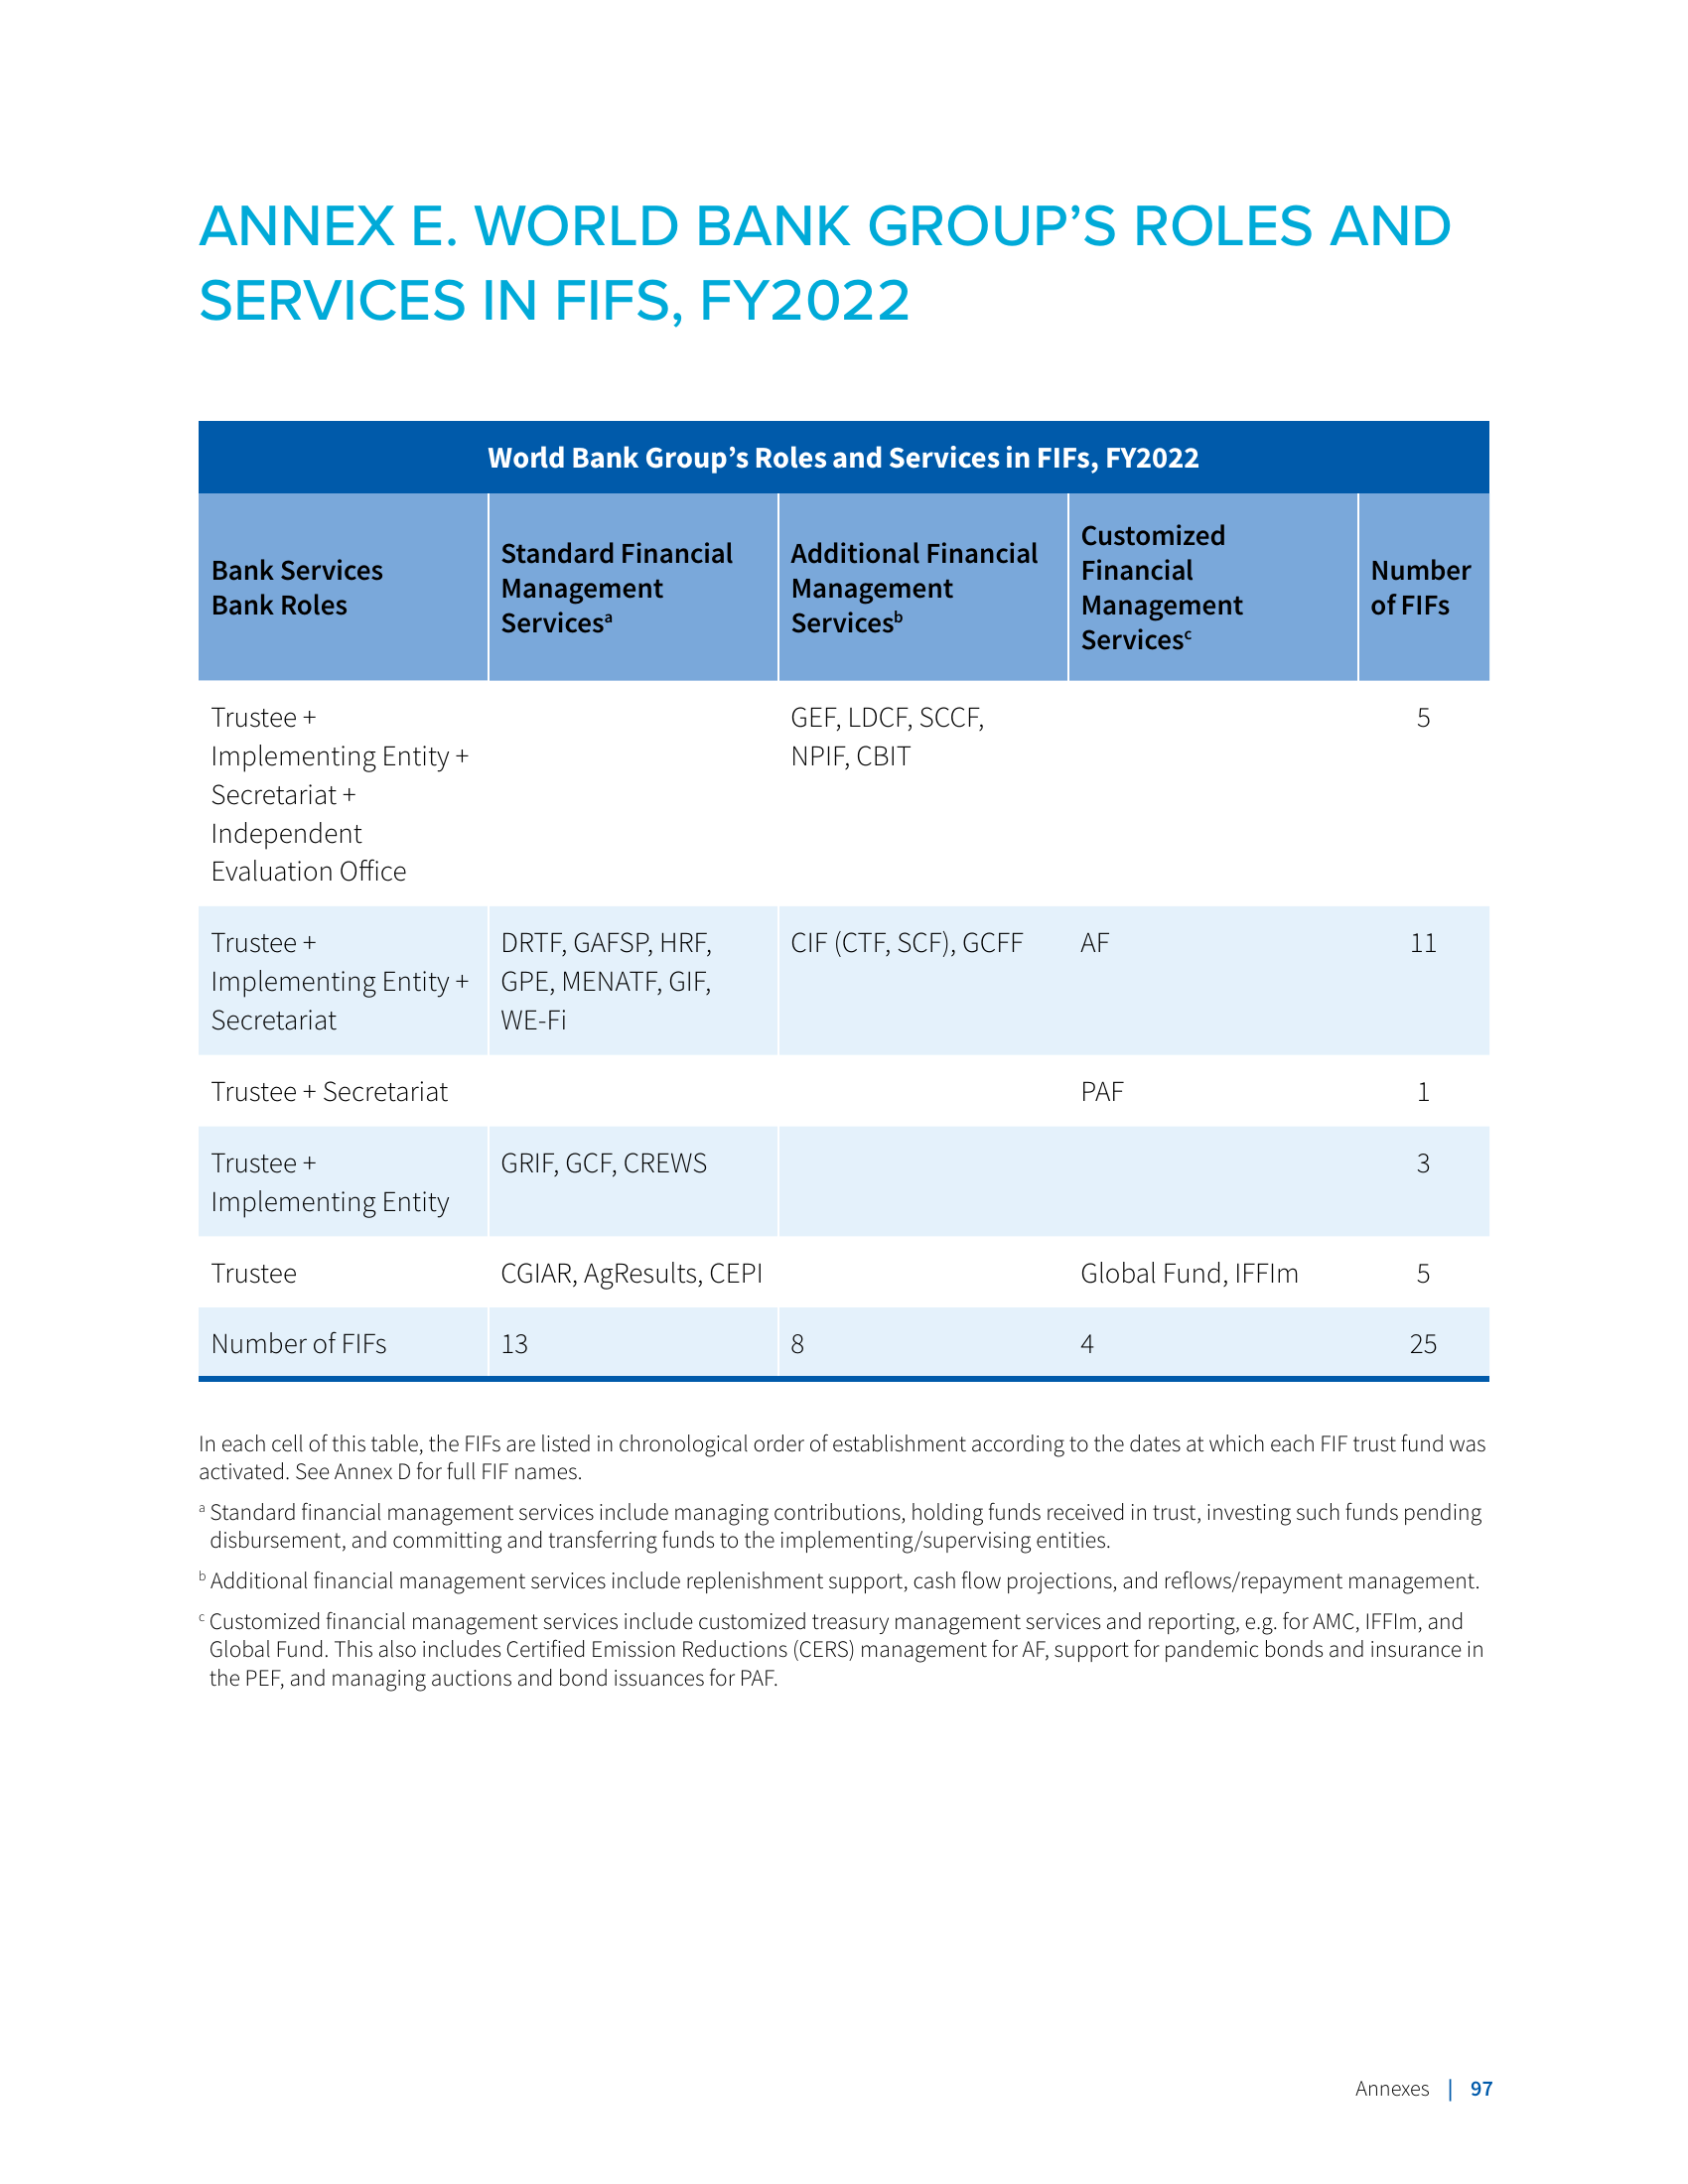 ANNEX E. WORLD BANK GROUP’S ROLES AND
SERVICES IN FIFS, FY2022
World Bank Group’s Roles and Services in FIFs, FY2022
Bank Services
Bank Roles
Standard Financial
Management
Servicesᵃ
Additional Financial
Management
Servicesᵇ
Customized
Financial
Management
Servicesᶜ
Number
of FIFs
Trustee +
Implementing Entity +
Secretariat +
Independent
Evaluation Office
GEF, LDCF, SCCF,
NPIF, CBIT
5
Trustee +
Implementing Entity +
Secretariat
DRTF, GAFSP, HRF,
GPE, MENATF, GIF,
WE-Fi
CIF (CTF, SCF), GCFF
AF
11
Trustee + Secretariat
PAF
1
Trustee +
Implementing Entity
GRIF, GCF, CREWS
3
Trustee
CGIAR, AgResults, CEPI
Global Fund, IFFIm
5
Number of FIFs
13
8
4
25
In each cell of this table, the FIFs are listed in chronological order of establishment according to the dates at which each FIF trust fund was
activated. See Annex D for full FIF names.
ᵃ Standard financial management services include managing contributions, holding funds received in trust, investing such funds pending
disbursement, and committing and transferring funds to the implementing/supervising entities.
ᵇ Additional financial management services include replenishment support, cash flow projections, and reflows/repayment management.
ᶜ Customized financial management services include customized treasury management services and reporting, e.g. for AMC, IFFIm, and
Global Fund. This also includes Certified Emission Reductions (CERS) management for AF, support for pandemic bonds and insurance in
the PEF, and managing auctions and bond issuances for PAF.
Annexes | 97